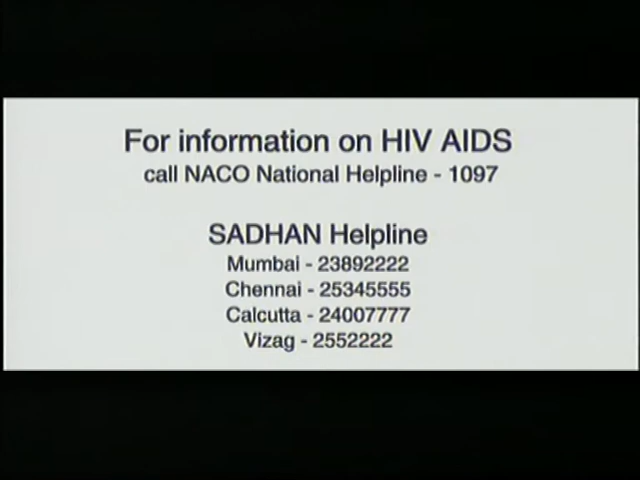 For information on HIV AIDS
call NACO National Helpline - 1097
SADHAN Helpline
Mumbai - 23892222
Chennai - 25345555
Calcutta - 24007777
Vizag - 2552222